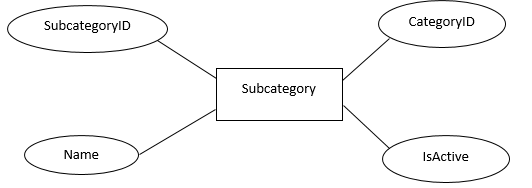 SubcategoryID
CategoryID
Subcategory
Name
IsActive